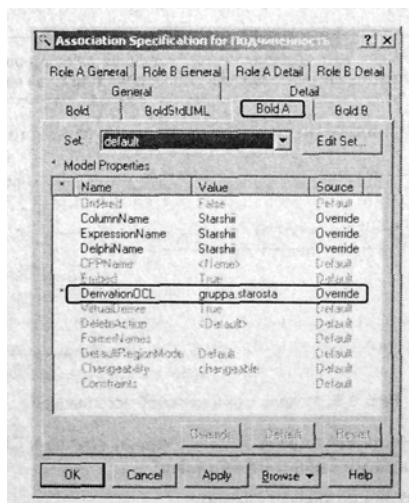 Association Specification for Подчиненность ? x
Role A General Role B General Role A Detail Role B Detail
General Detail
Bold BoldStdUML Bold A Bold B
Set: default Edit Set...
* Model Properties
* Name Value Source
Ordered False Default
ColumnName Starshii Override
ExpressionName Starshii Override
DelphiName Starshii Override
CPPName <Name> Default
Embed True Default
* DerivationOCL gruppa.starosta Override
VirtualDerive True Default
DeleteAction <Default> Default
FormerNames Default
DefaultRegionMode Default Default
Changeability changeable Default
Constraints Default
Override Default Revert
OK Cancel Apply Browse Help